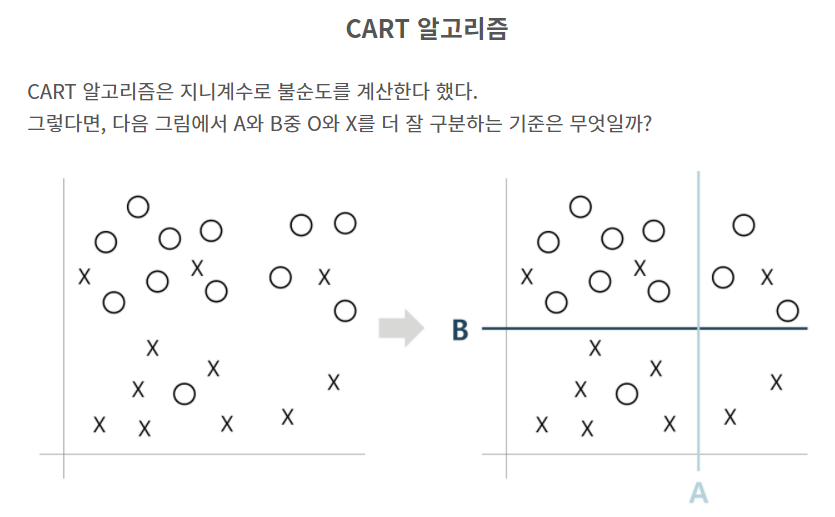 CART 알고리즘
CART 알고리즘은 지니계수로 불순도를 계산한다 했다.
그렇다면, 다음 그림에서 A와 B중 O와 X를 더 잘 구분하는 기준은 무엇일까?
X X X
X X X
X X
X X X
X X X
X X
X X X X
X X X X
B
A